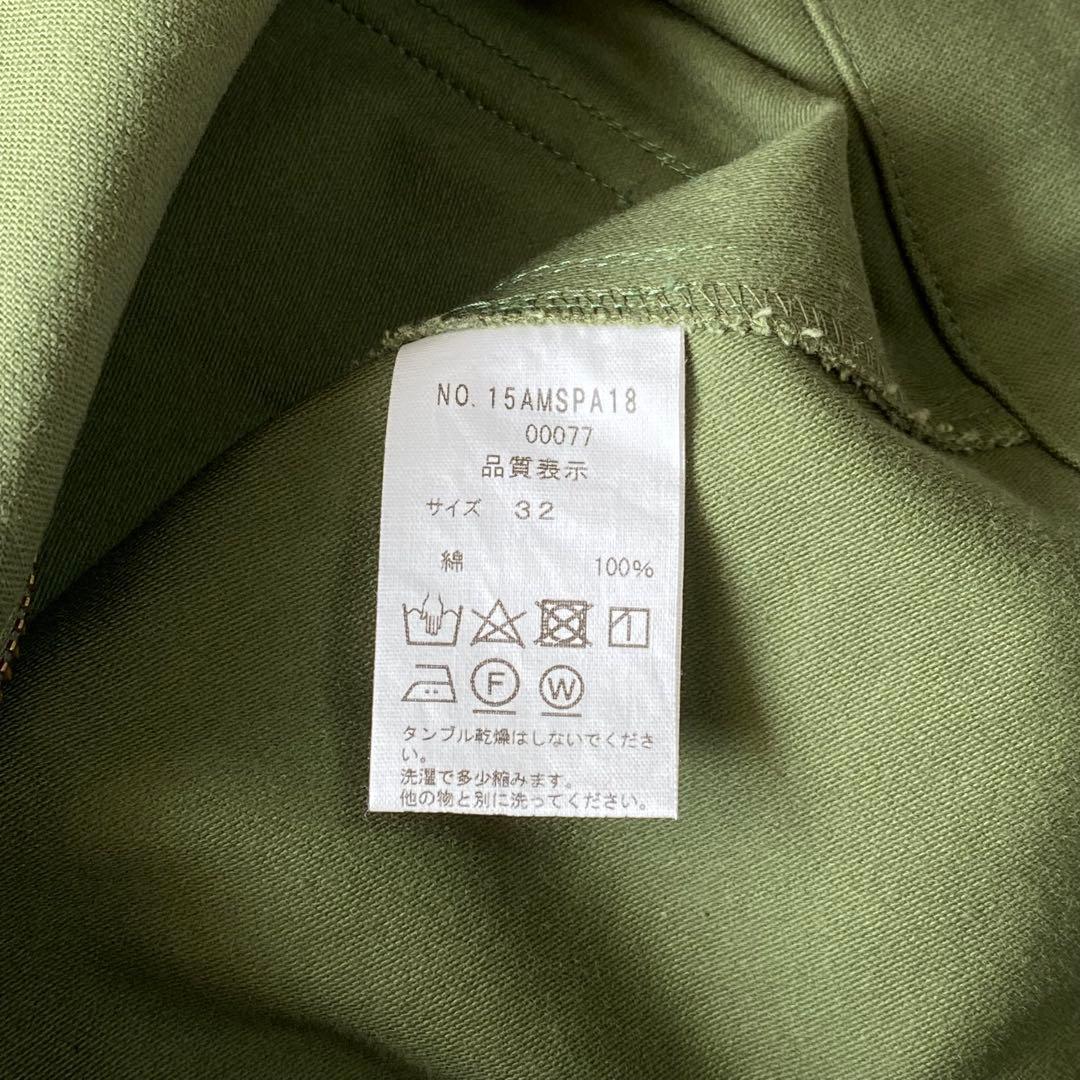 NO. 15AMSPA18
00077
品質表示
サイズ 32
綿 100%
F W
タンブル乾燥はしないでくださ
い。
洗濯で多少縮みます。
他の物と別に洗ってください。